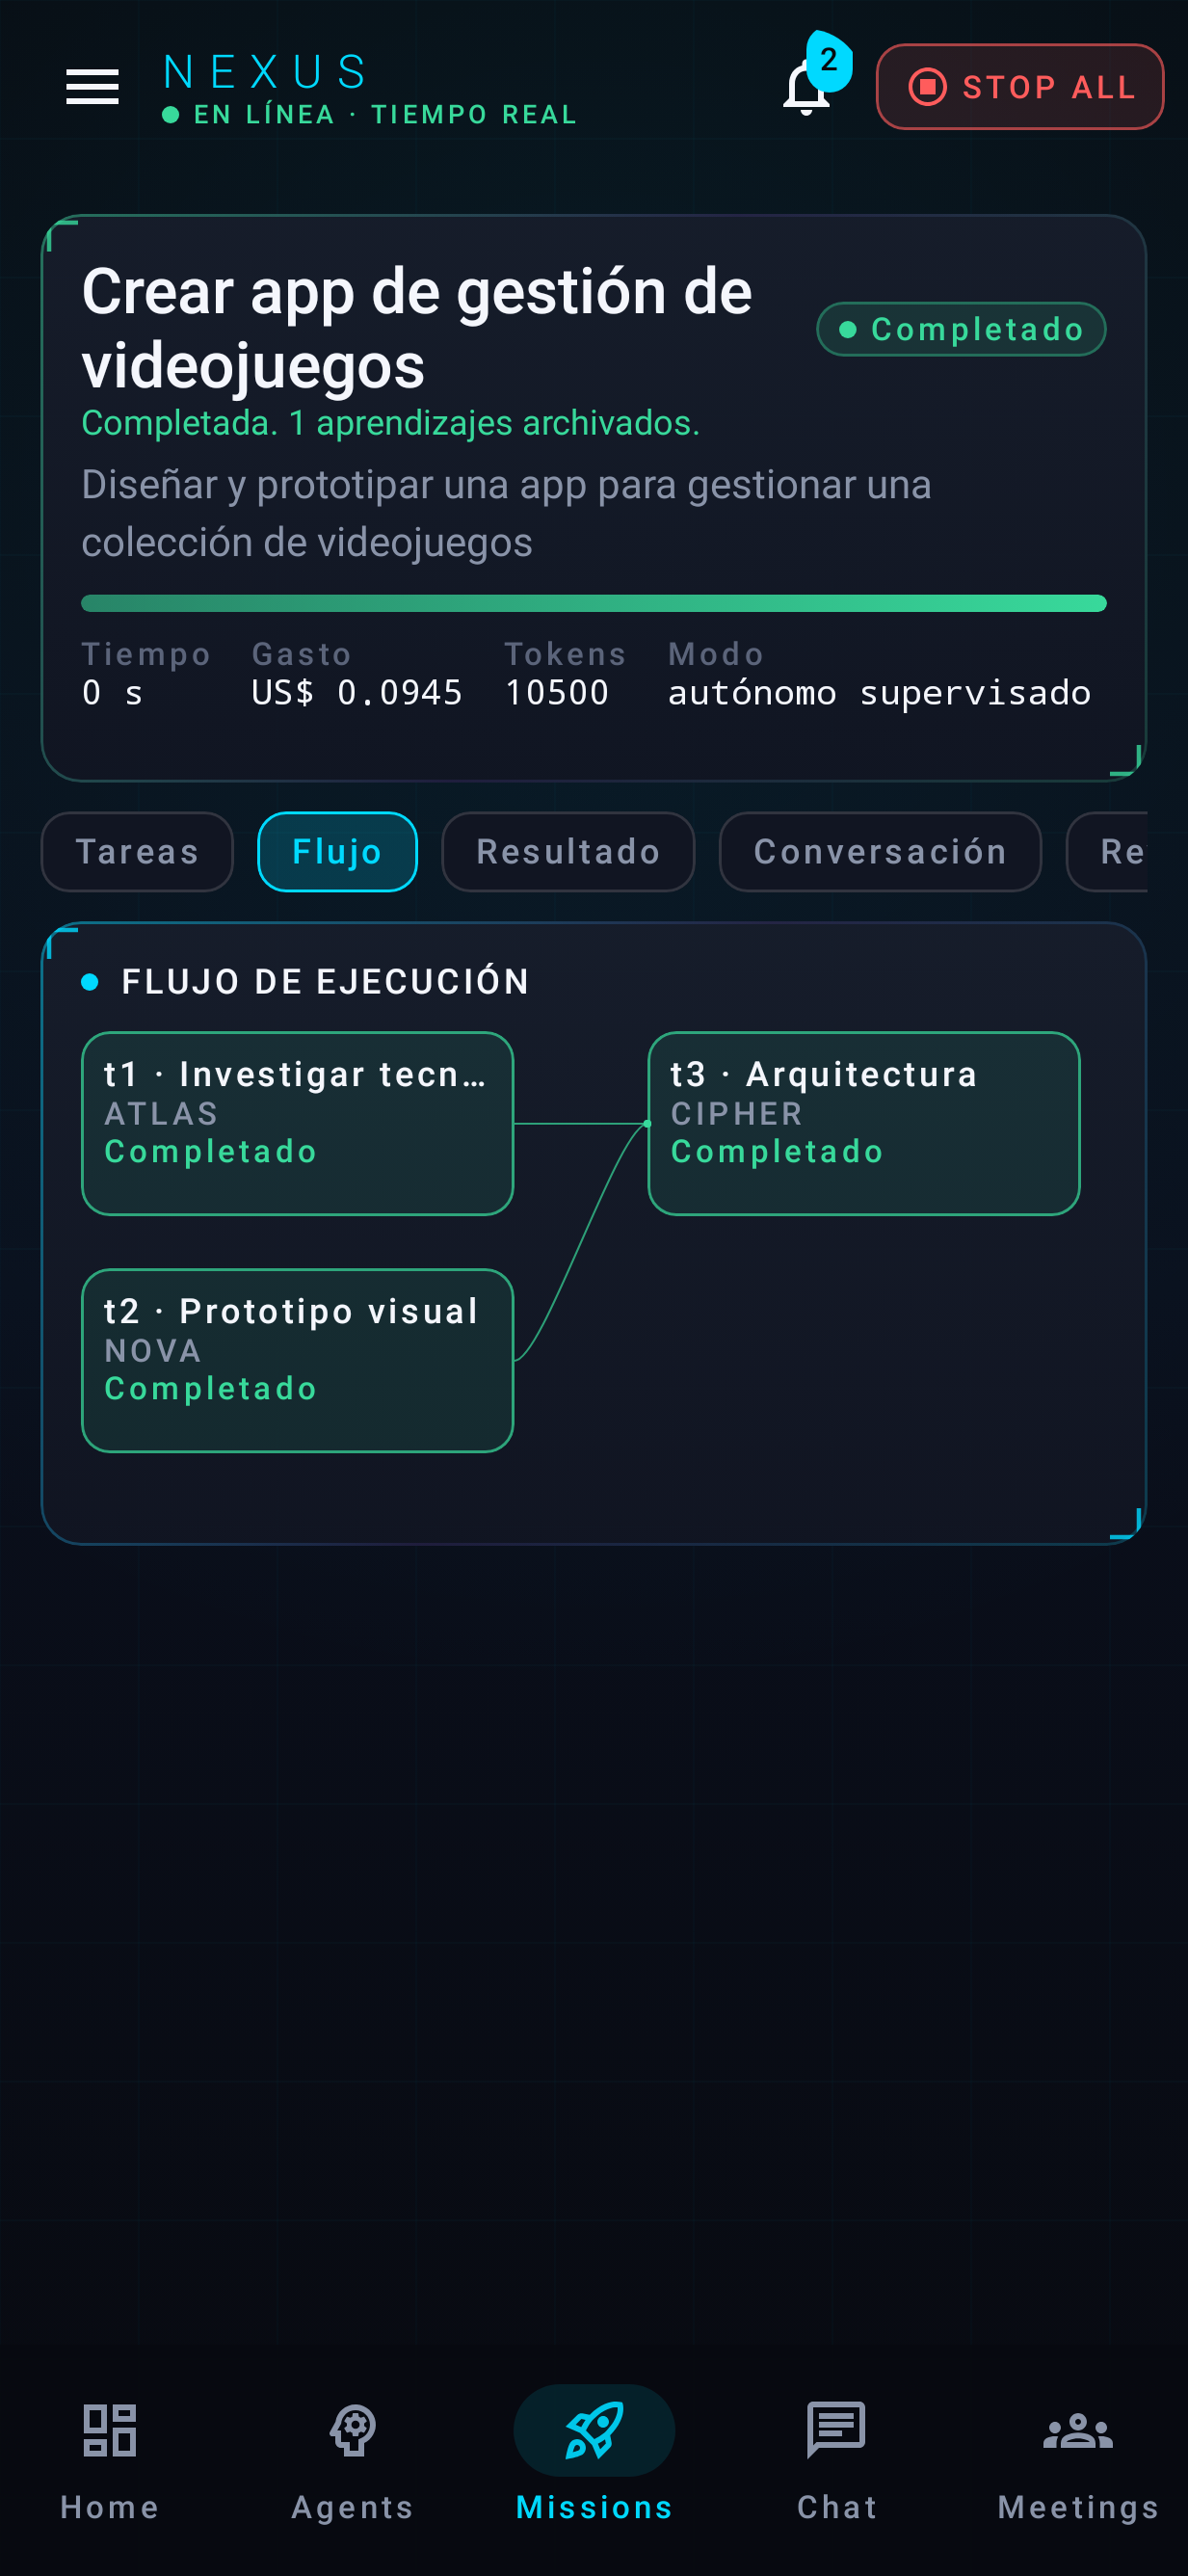 NEXUS
EN LÍNEA · TIEMPO REAL
2
STOP ALL
Crear app de gestión de
videojuegos
Completado
Completada. 1 aprendizajes archivados.
Diseñar y prototipar una app para gestionar una
colección de videojuegos
Tiempo Gasto Tokens Modo
0 s US$ 0.0945 10500 autónomo supervisado
Tareas Flujo Resultado Conversación Re
FLUJO DE EJECUCIÓN
t1 · Investigar tecn…
ATLAS
Completado
t3 · Arquitectura
CIPHER
Completado
t2 · Prototipo visual
NOVA
Completado
Home Agents Missions Chat Meetings